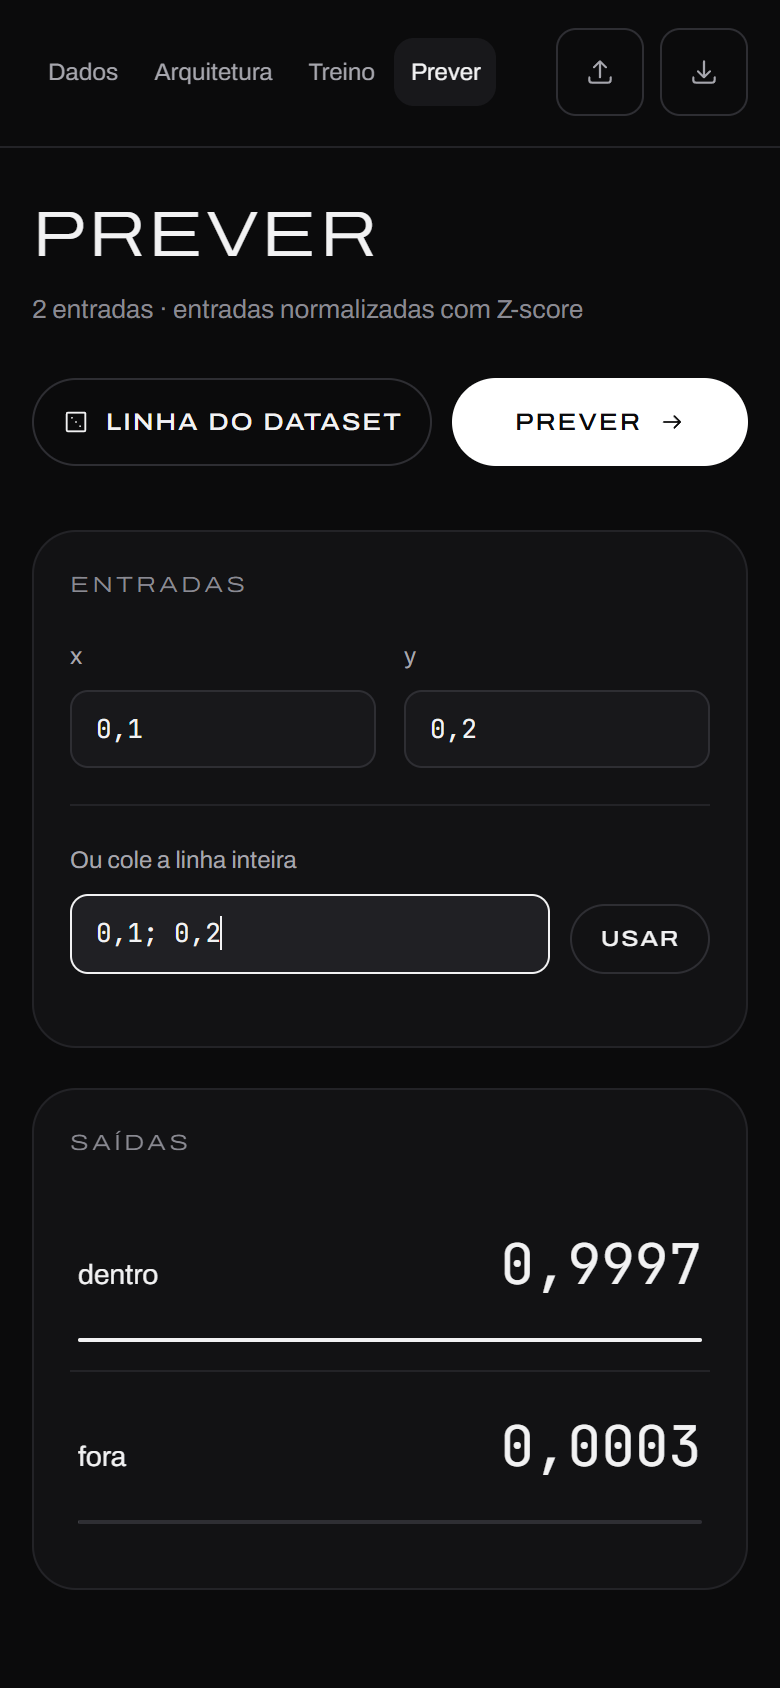 Dados Arquitetura Treino Prever
PREVER
2 entradas · entradas normalizadas com Z-score
LINHA DO DATASET PREVER →
ENTRADAS
x y
0,1 0,2
Ou cole a linha inteira
0,1; 0,2 USAR
SAÍDAS
dentro 0,9997
fora 0,0003